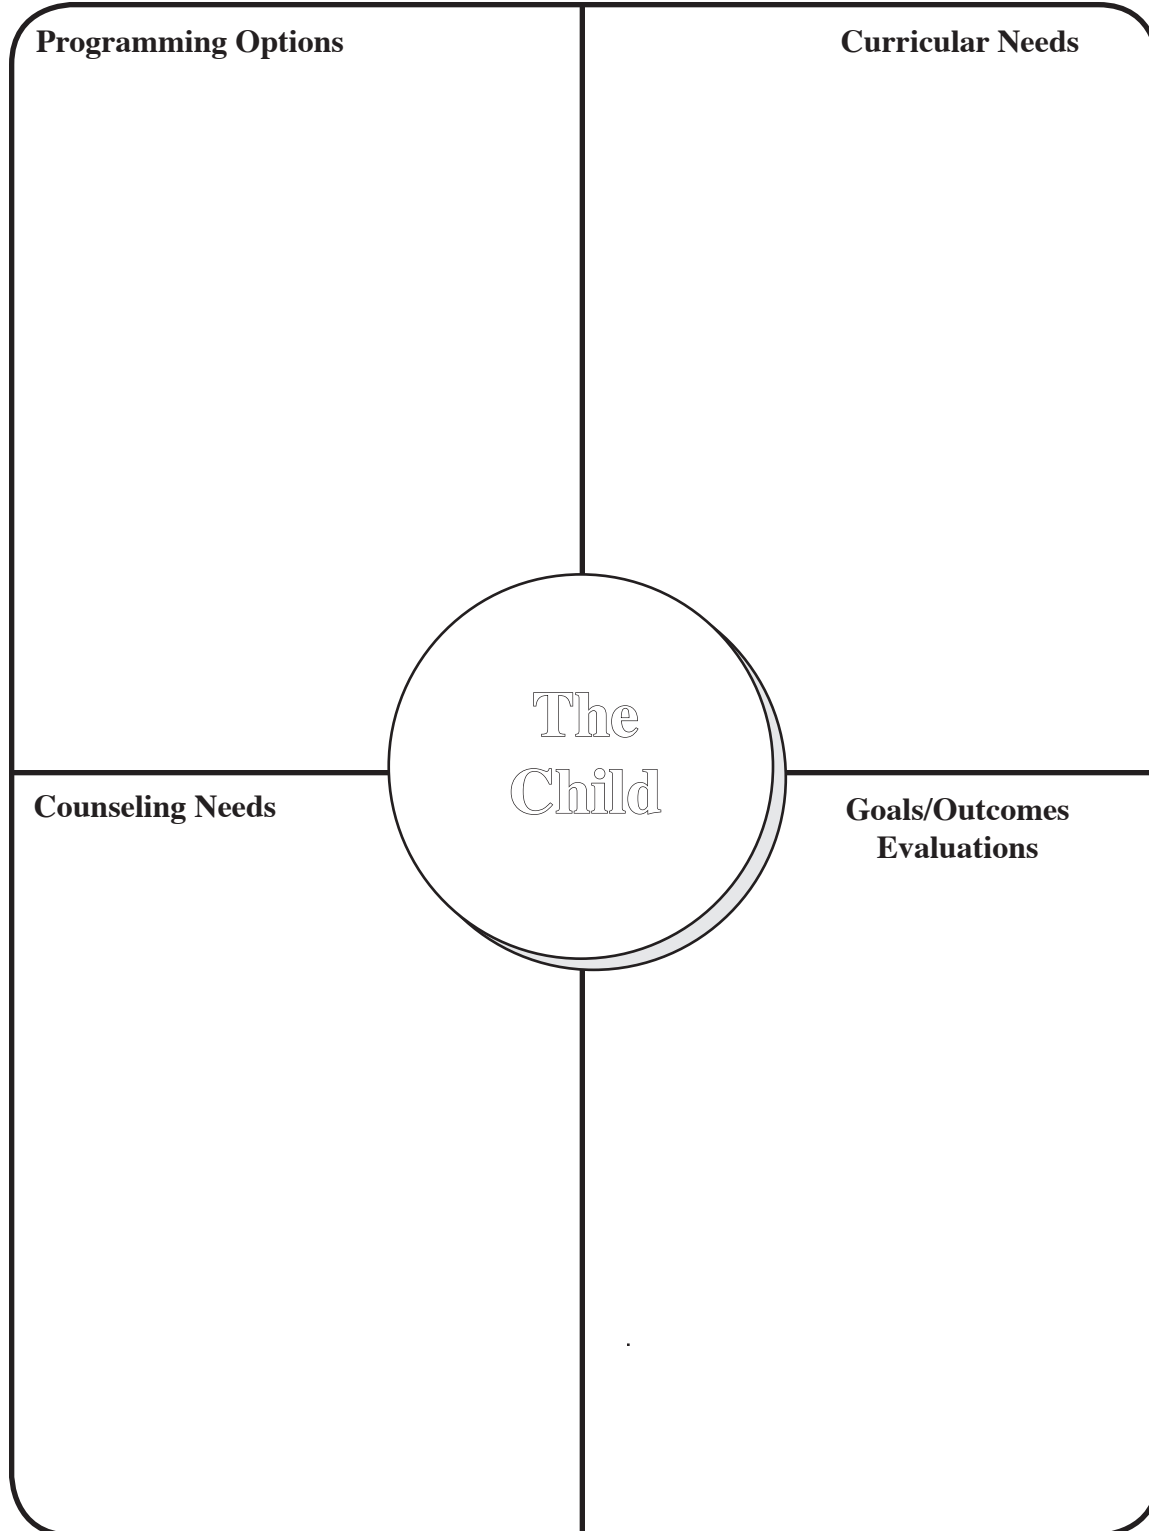 Programming Options
Curricular Needs
The
Child
Counseling Needs
Goals/Outcomes
Evaluations